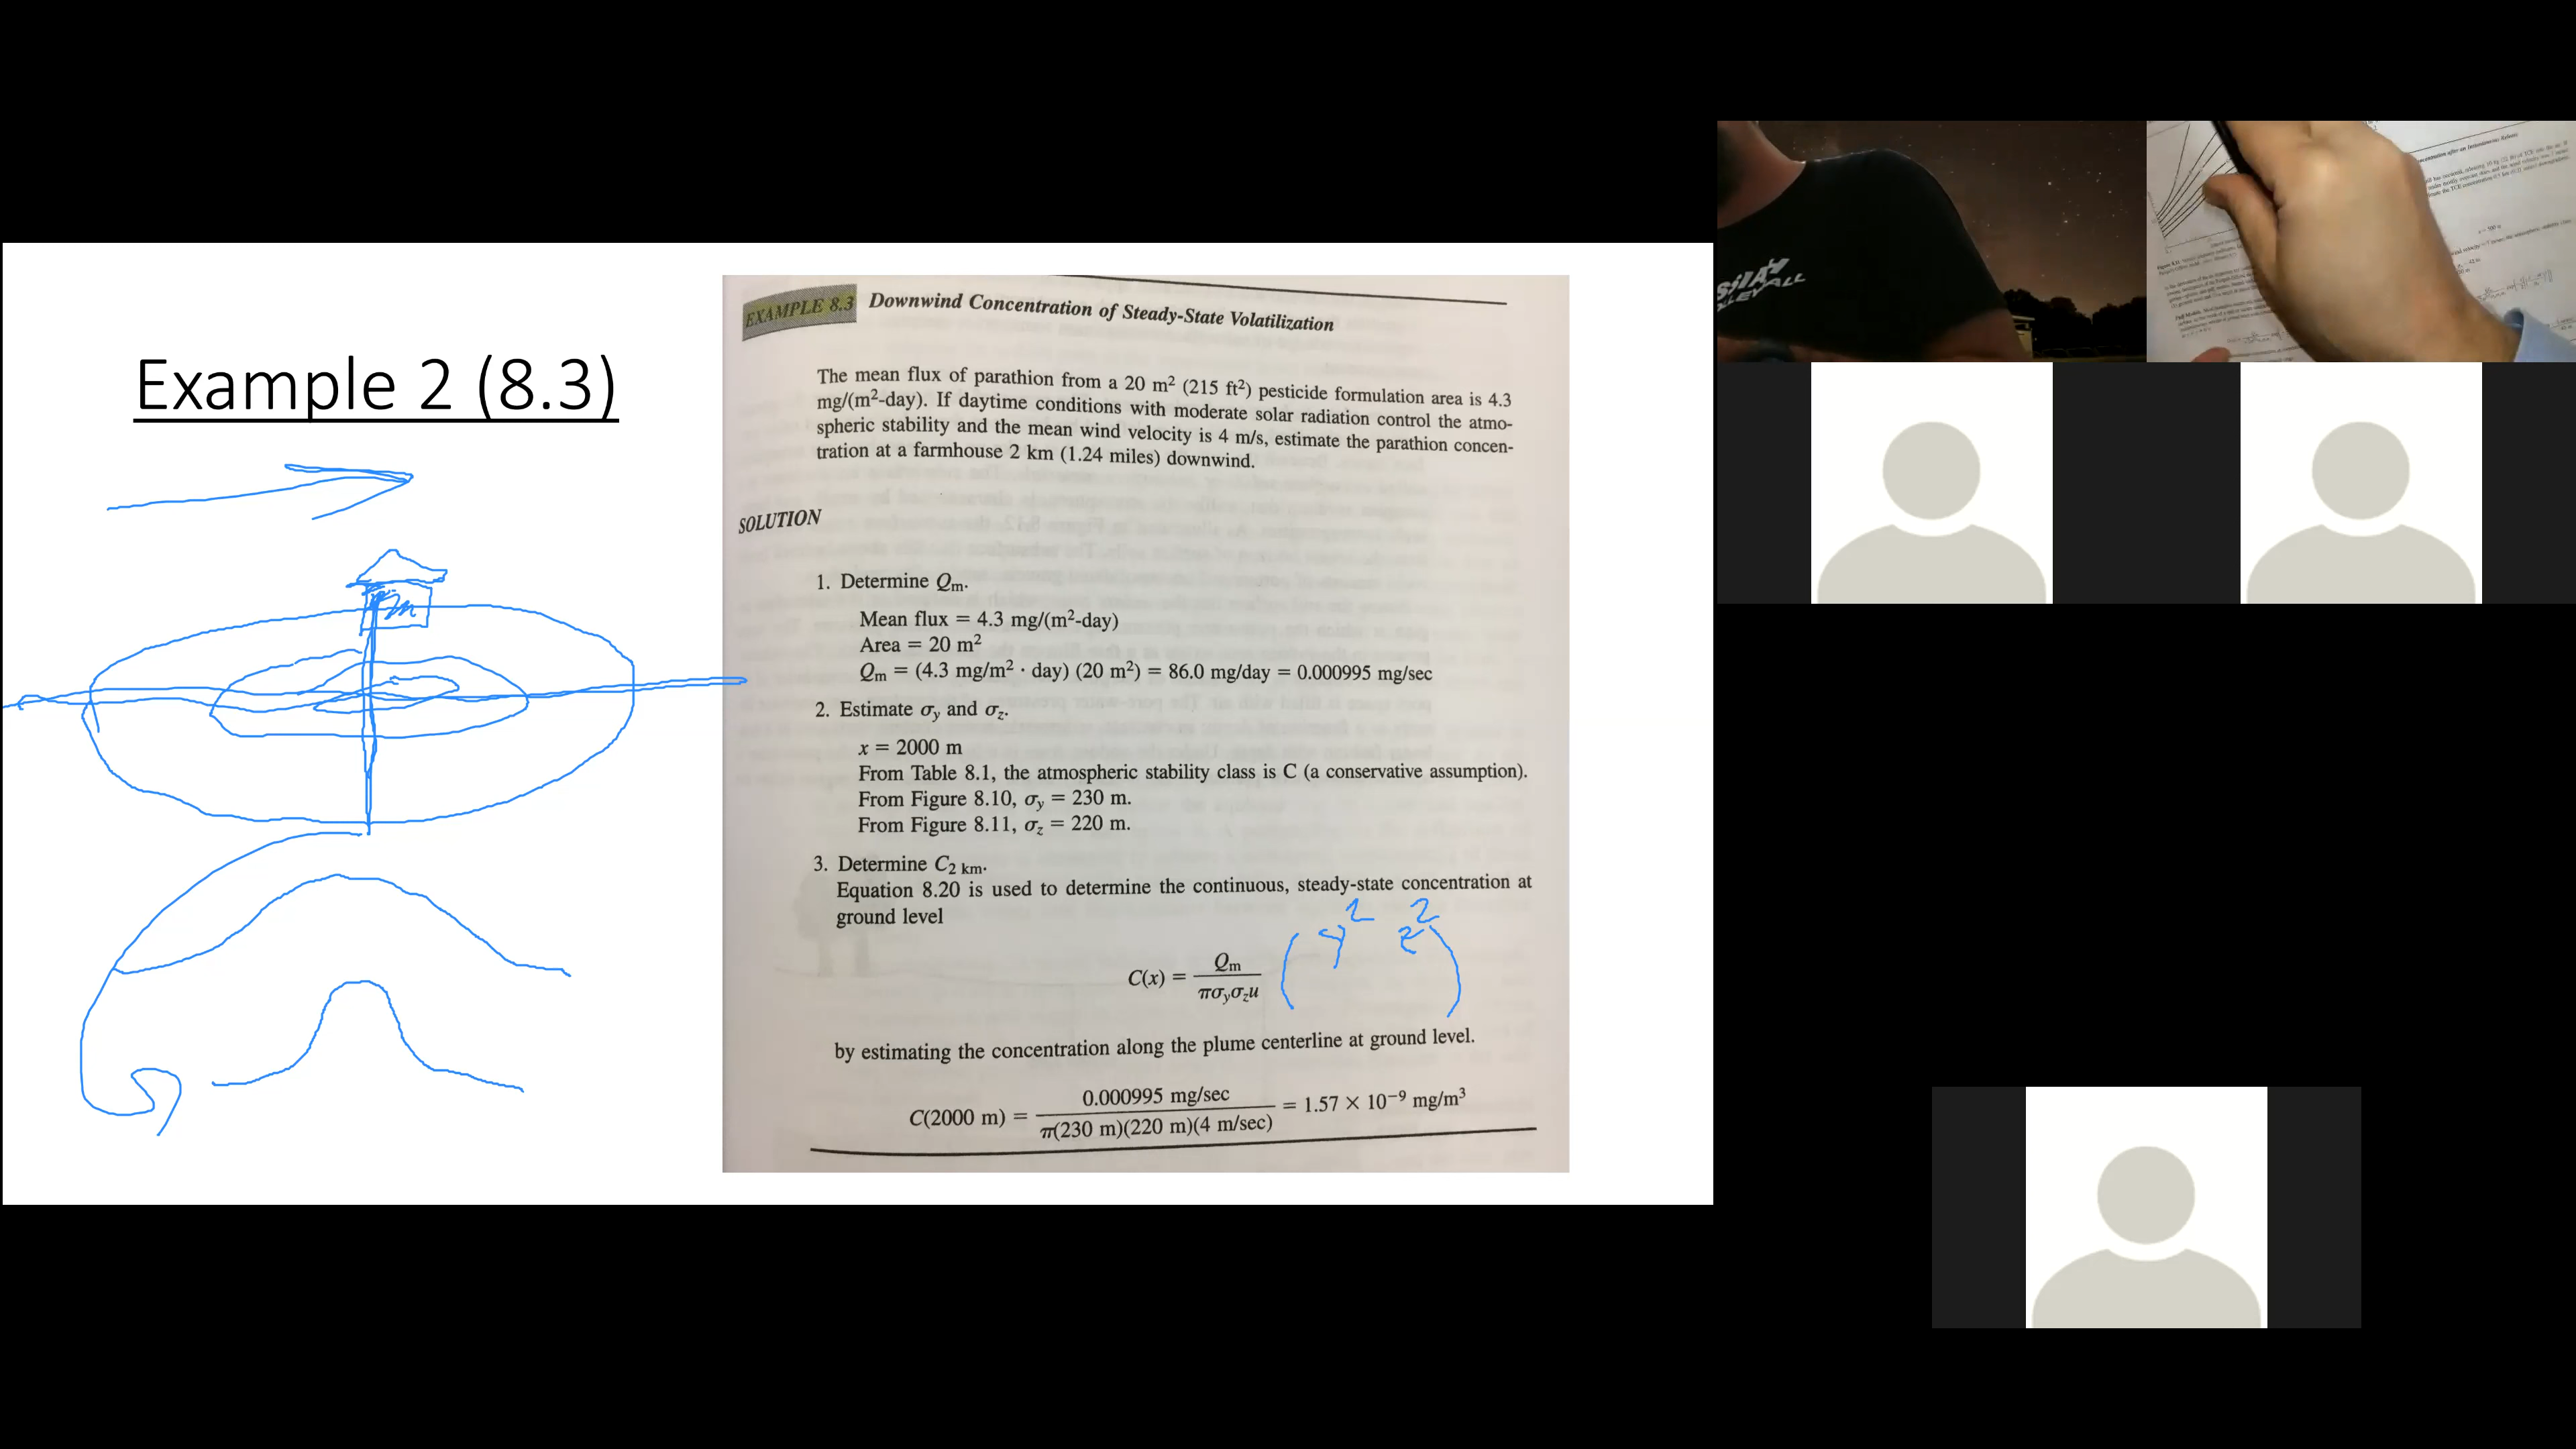 Example 2 (8.3)
EXAMPLE 8.3 Downwind Concentration of Steady-State Volatilization
The mean flux of parathion from a 20 m² (215 ft²) pesticide formulation area is 4.3
mg/(m²-day). If daytime conditions with moderate solar radiation control the atmo-
spheric stability and the mean wind velocity is 4 m/s, estimate the parathion concen-
tration at a farmhouse 2 km (1.24 miles) downwind.
SOLUTION
1. Determine Qm.
Mean flux = 4.3 mg/(m²-day)
Area = 20 m²
Qm = (4.3 mg/m² · day) (20 m²) = 86.0 mg/day = 0.000995 mg/sec
2. Estimate σy and σz.
x = 2000 m
From Table 8.1, the atmospheric stability class is C (a conservative assumption).
From Figure 8.10, σy = 230 m.
From Figure 8.11, σz = 220 m.
3. Determine C2 km.
Equation 8.20 is used to determine the continuous, steady-state concentration at
ground level
C(x) = Qm / πσyσzu ( y² z² )
by estimating the concentration along the plume centerline at ground level.
C(2000 m) = 0.000995 mg/sec / π(230 m)(220 m)(4 m/sec) = 1.57 × 10⁻⁹ mg/m³